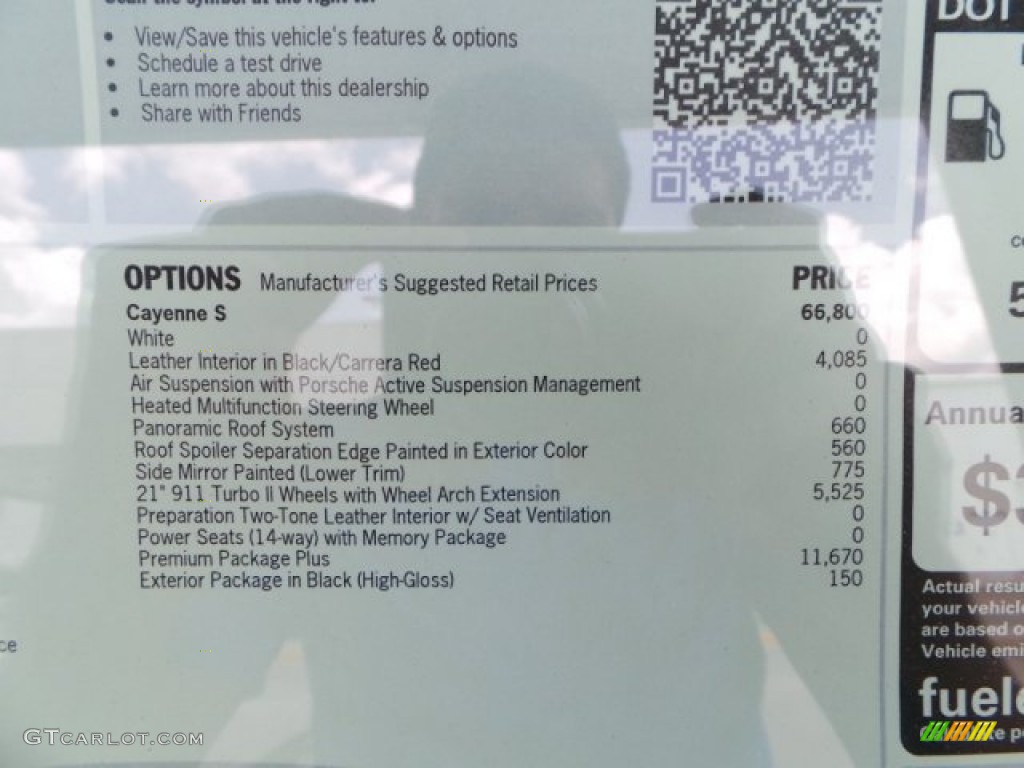 View/Save this vehicle's features & options
Schedule a test drive
Learn more about this dealership
Share with Friends
DOT
OPTIONS Manufacturer's Suggested Retail Prices PRICE
Cayenne S 66,800
White 0
Leather Interior in Black/Carrera Red 4,085
Air Suspension with Porsche Active Suspension Management 0
Heated Multifunction Steering Wheel 0
Panoramic Roof System 660
Roof Spoiler Separation Edge Painted in Exterior Color 560
Side Mirror Painted (Lower Trim) 775
21" 911 Turbo II Wheels with Wheel Arch Extension 5,525
Preparation Two-Tone Leather Interior w/ Seat Ventilation 0
Power Seats (14-way) with Memory Package 0
Premium Package Plus 11,670
Exterior Package in Black (High-Gloss) 150
Annua
$3
Actual resu
your vehicle
are based o
Vehicle emi
fuele
GTcarlot.com